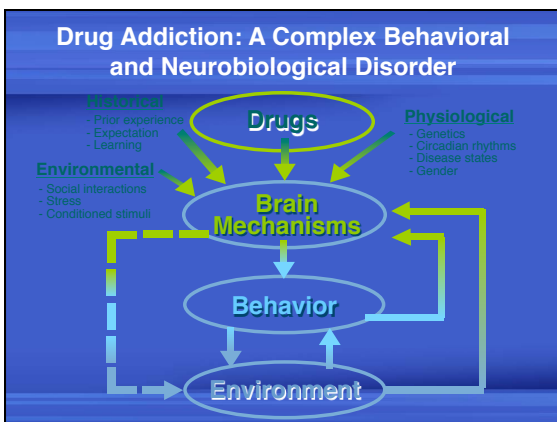 Drug Addiction: A Complex Behavioral
and Neurobiological Disorder
Historical
- Prior experience
- Expectation
- Learning
Environmental
- Social interactions
- Stress
- Conditioned stimuli
Drugs
Physiological
- Genetics
- Circadian rhythms
- Disease states
- Gender
Brain
Mechanisms
Behavior
Environment